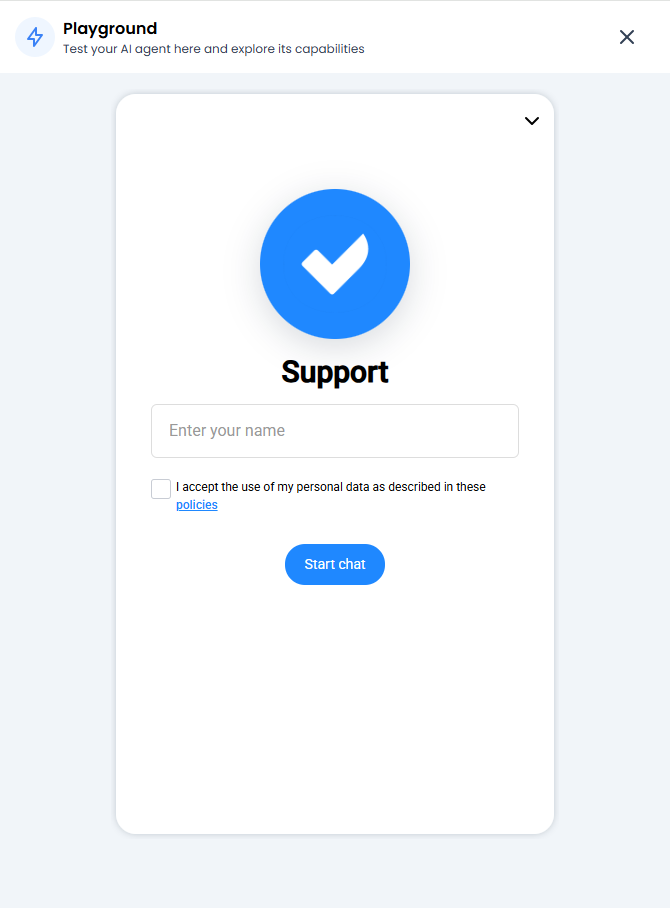 Playground
Test your AI agent here and explore its capabilities
Support
Enter your name
I accept the use of my personal data as described in these
policies
Start chat